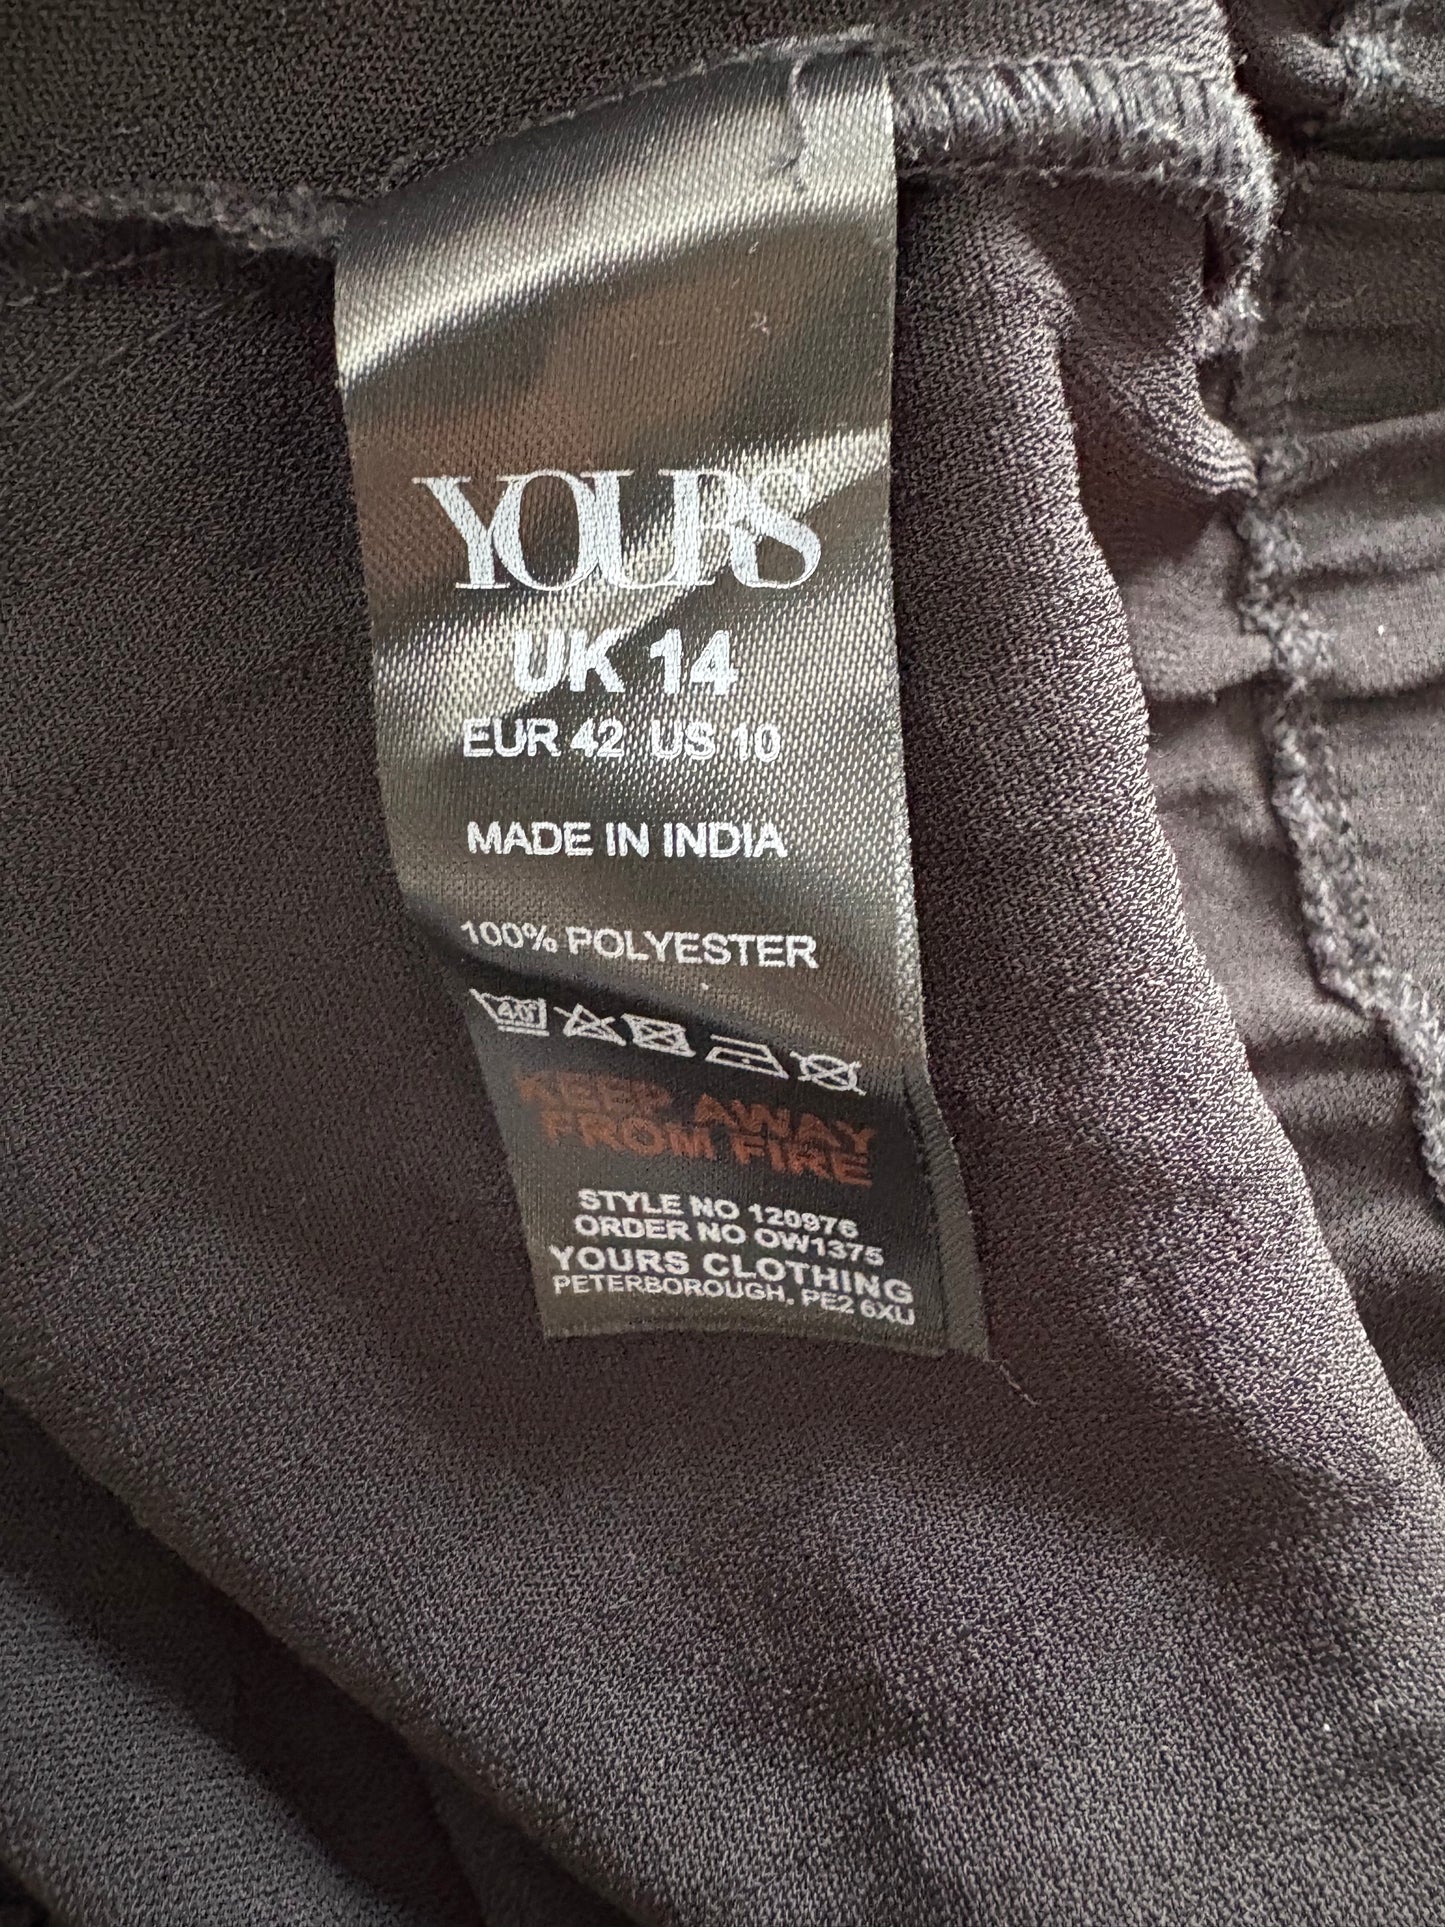 YOURS
UK 14
EUR 42 US 10
MADE IN INDIA
100% POLYESTER
40°
KEEP AWAY
FROM FIRE
STYLE NO 120976
ORDER NO OW1375
YOURS CLOTHING
PETERBOROUGH, PE2 6XU